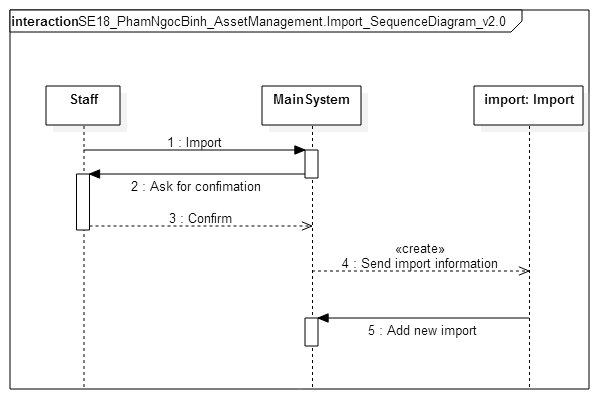 interactionSE18_PhamNgocBinh_AssetManagement.Import_SequenceDiagram_v2.0
Staff
MainSystem
import: Import
1 : Import
2 : Ask for confimation
3 : Confirm
«create»
4 : Send import information
5 : Add new import